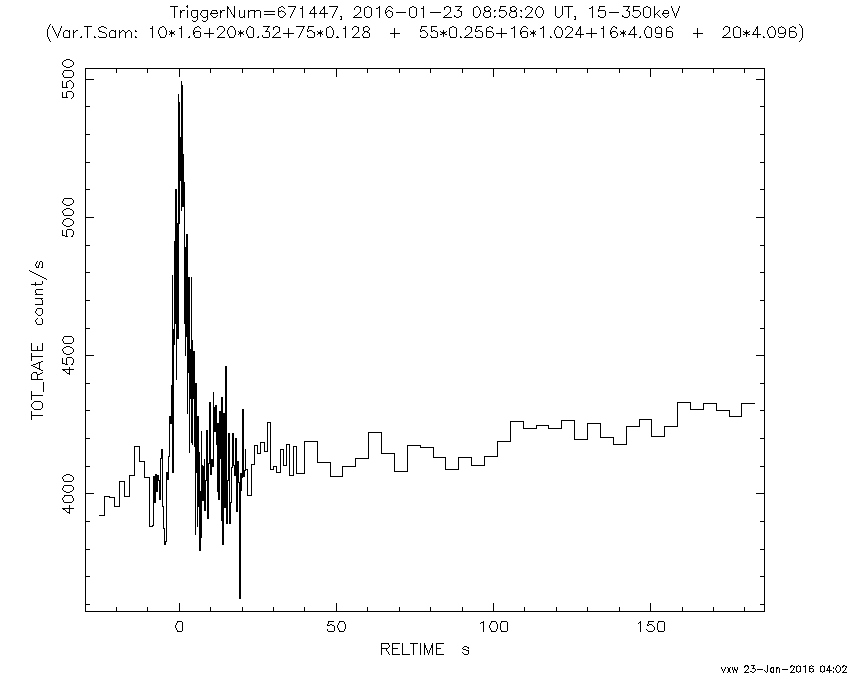 TriggerNum=671447, 2016-01-23 08:58:20 UT, 15-350keV
(Var.T.Sam: 10*1.6+20*0.32+75*0.128 + 55*0.256+16*1.024+16*4.096 + 20*4.096)
5500
5000
4500
4000
TOT_RATE count/s
0 50 100 150
RELTIME s
vxw 23-Jan-2016 04:02